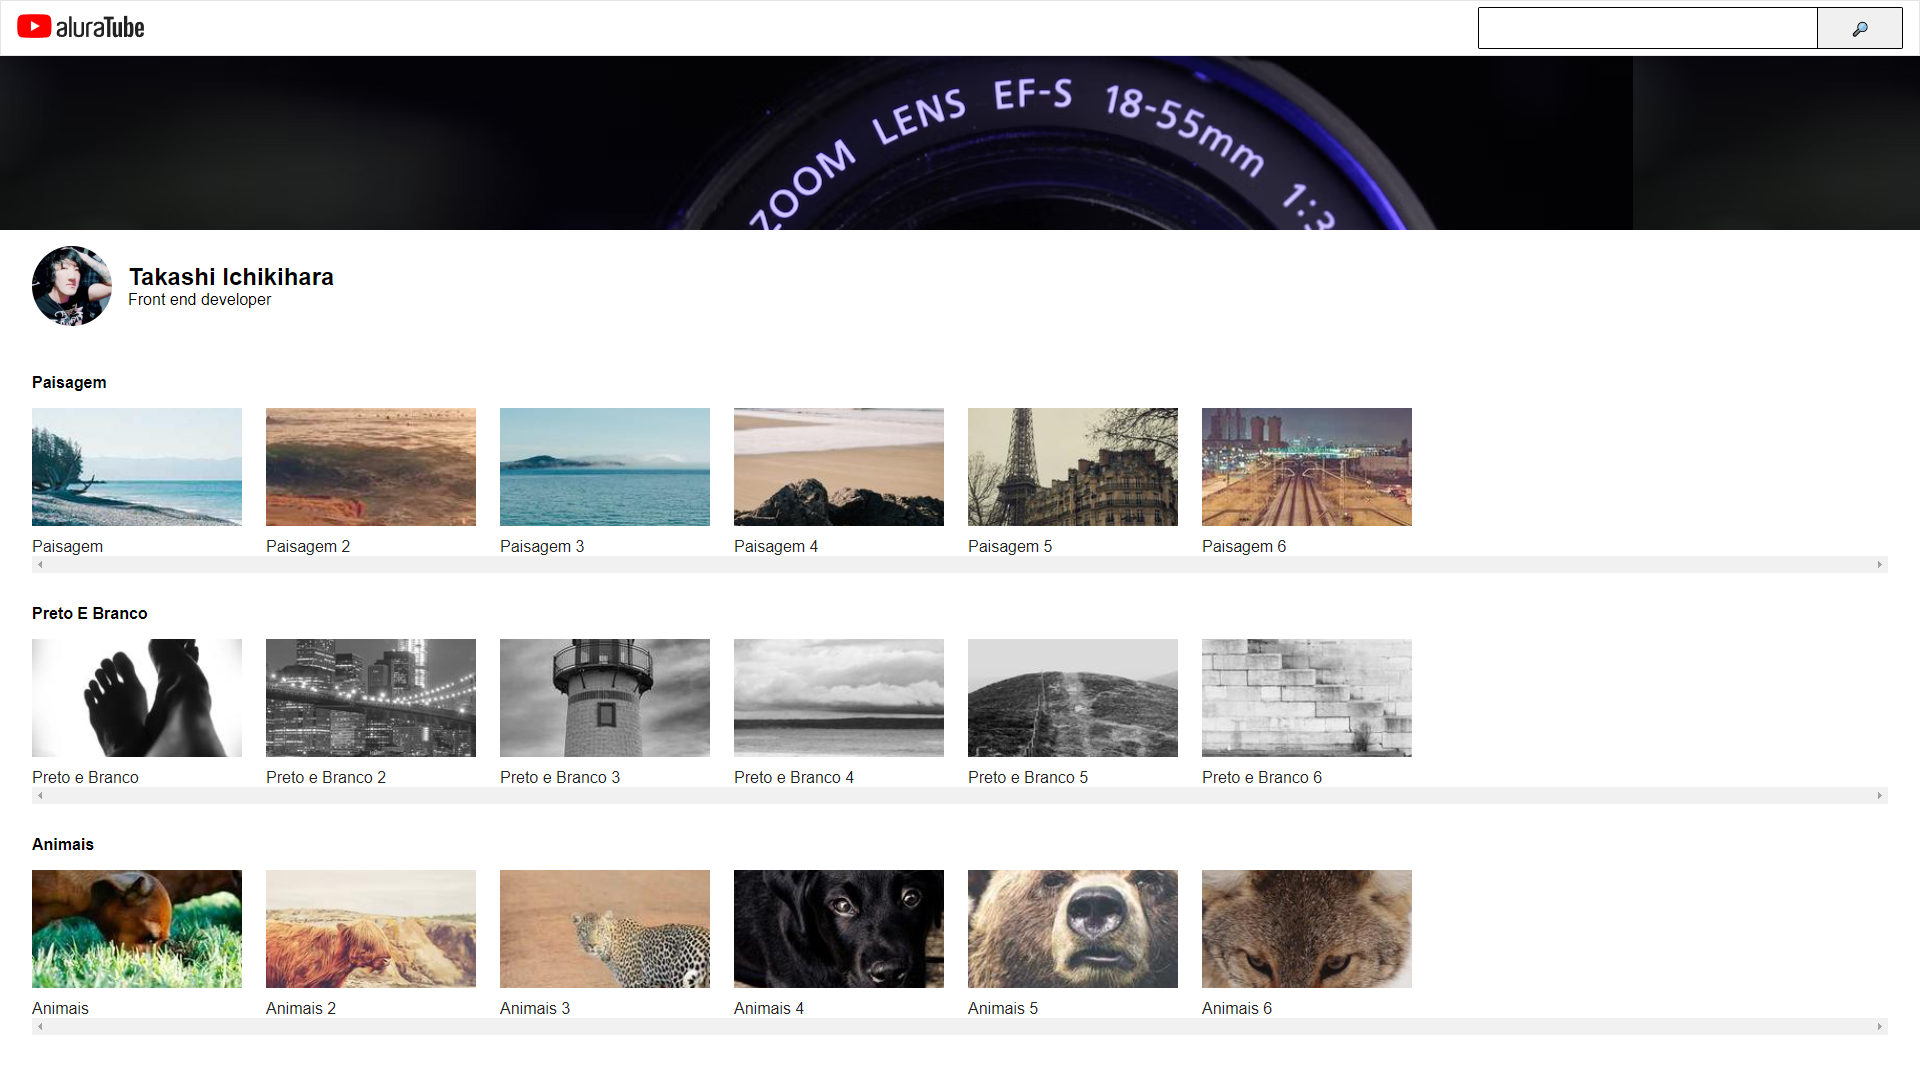 aluraTube
ZOOM LENS EF-S 18-55mm 1:3
Takashi Ichikihara
Front end developer
Paisagem
Paisagem
Paisagem 2
Paisagem 3
Paisagem 4
Paisagem 5
Paisagem 6
Preto E Branco
Preto e Branco
Preto e Branco 2
Preto e Branco 3
Preto e Branco 4
Preto e Branco 5
Preto e Branco 6
Animais
Animais
Animais 2
Animais 3
Animais 4
Animais 5
Animais 6